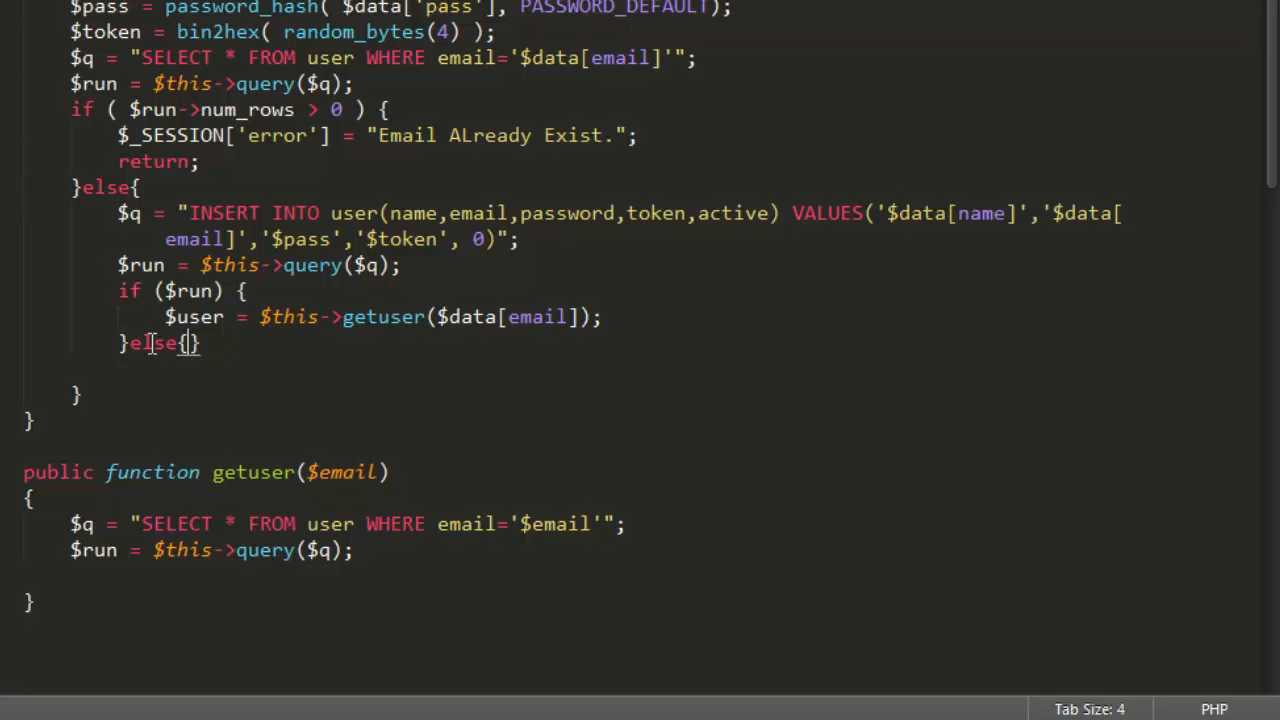 $pass = password_hash( $data['pass'], PASSWORD_DEFAULT);
$token = bin2hex( random_bytes(4) );
$q = "SELECT * FROM user WHERE email='$data[email]'";
$run = $this->query($q);
if ( $run->num_rows > 0 ) {
$_SESSION['error'] = "Email ALready Exist.";
return;
}else{
$q = "INSERT INTO user(name,email,password,token,active) VALUES('$data[name]','$data[
email]','$pass','$token', 0)";
$run = $this->query($q);
if ($run) {
$user = $this->getuser($data[email]);
}else{}
}
}
public function getuser($email)
{
$q = "SELECT * FROM user WHERE email='$email'";
$run = $this->query($q);
}
Tab Size: 4 PHP